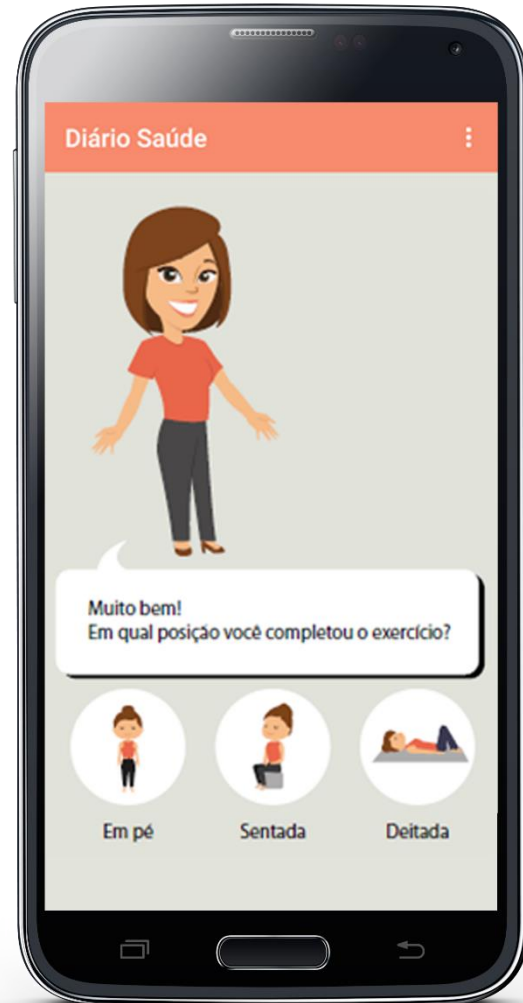 Diário Saúde
Muito bem!
Em qual posição você completou o exercício?
Em pé
Sentada
Deitada